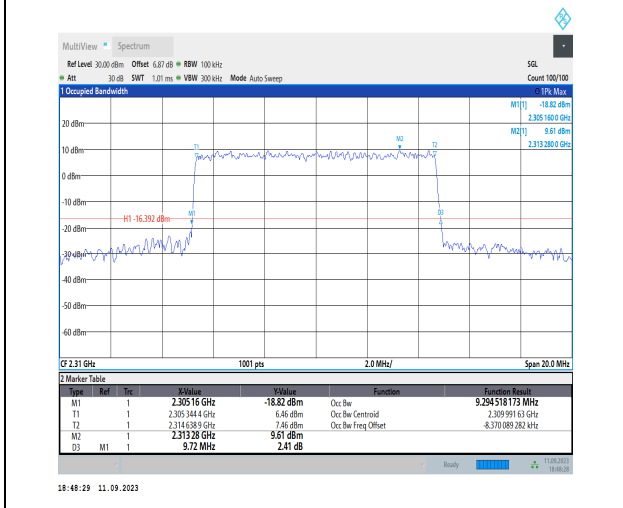 MultiView Spectrum
Ref Level 30.00 dBm Offset 6.87 dB RBW 100 kHz SGL
Att 30 dB SWT 1.01 ms VBW 300 kHz Mode Auto Sweep Count 100/100
1 Occupied Bandwidth 1Pk Max
M1[1] -18.82 dBm
2.305 160 0 GHz
M2[1] 9.61 dBm
2.313 280 0 GHz
20 dBm
10 dBm
T1 M2 T2
0 dBm
-10 dBm
H1 -16.392 dBm M1 D3
-20 dBm
-30 dBm
-40 dBm
-50 dBm
-60 dBm
CF 2.31 GHz 1001 pts 2.0 MHz/ Span 20.0 MHz
2 Marker Table
Type Ref Trc X-Value Y-Value Function Function Result
M1 1 2.30516 GHz -18.82 dBm Occ Bw 9.294 518 173 MHz
T1 1 2.305 344 4 GHz 6.46 dBm Occ Bw Centroid 2.309 991 63 GHz
T2 1 2.314 638 9 GHz 7.46 dBm Occ Bw Freq Offset -8.370 089 282 kHz
M2 1 2.31328 GHz 9.61 dBm
D3 M1 1 9.72 MHz 2.41 dB
Ready 11.09.2023
18:48:28
18:48:29 11.09.2023